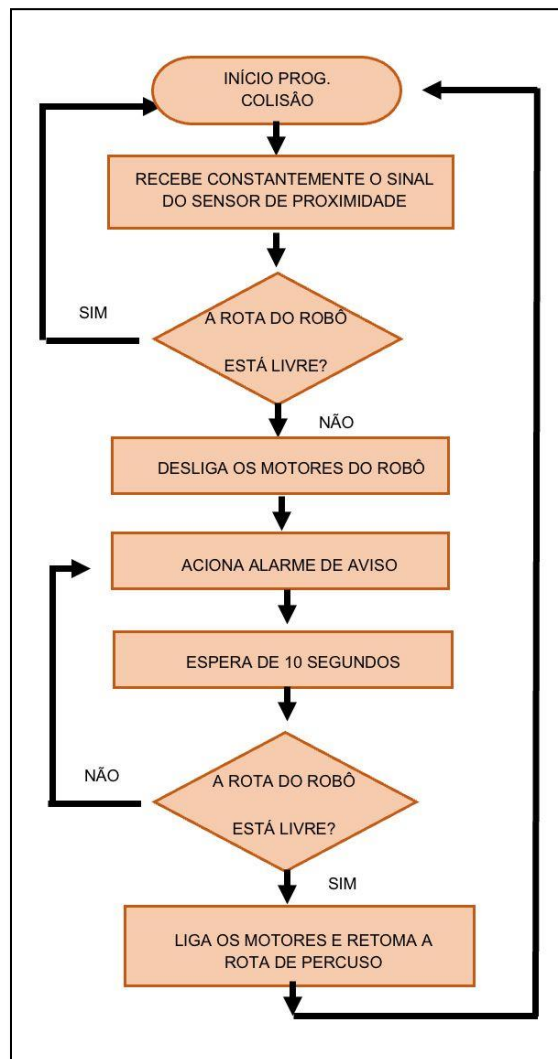 INÍCIO PROG.
COLISÂO
RECEBE CONSTANTEMENTE O SINAL
DO SENSOR DE PROXIMIDADE
A ROTA DO ROBÔ
ESTÁ LIVRE?
SIM
NÃO
DESLIGA OS MOTORES DO ROBÔ
ACIONA ALARME DE AVISO
ESPERA DE 10 SEGUNDOS
A ROTA DO ROBÔ
ESTÁ LIVRE?
NÃO
SIM
LIGA OS MOTORES E RETOMA A
ROTA DE PERCUSO